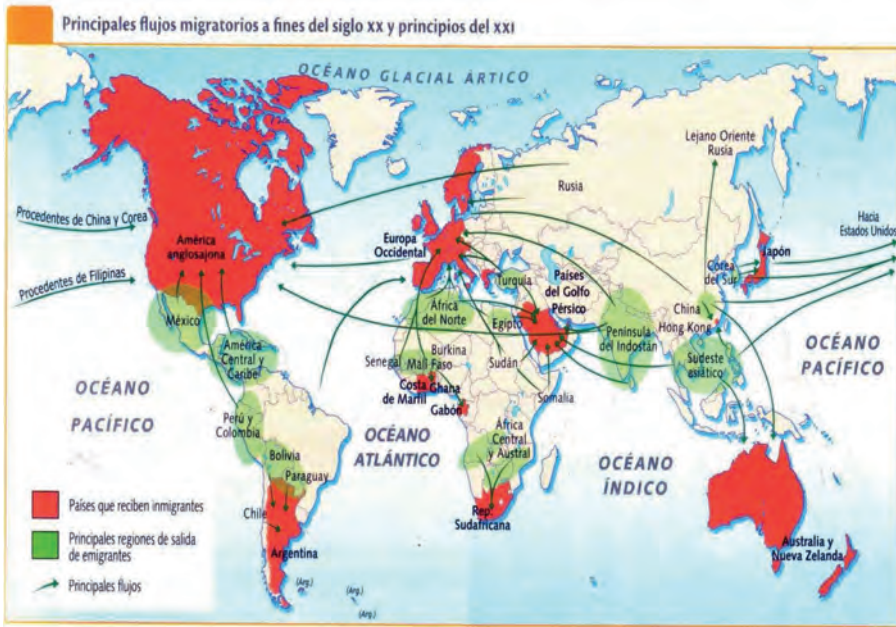 Principales flujos migratorios a fines del siglo XX y principios del XXI
OCÉANO GLACIAL ÁRTICO
Lejano Oriente
Rusia
Rusia
Procedentes de China y Corea
Hacia
Estados Unidos
América
anglosajona
Europa
Occidental
Japón
Corea
del Sur
Procedentes de Filipinas
Turquía
Países
del Golfo
Pérsico
México
África
del Norte
Egipto
China
Hong Kong
Península
del Indostán
América
Central y
Caribe
Senegal
Malí
Burkina
Faso
Sudán
Sudeste
asiático
OCÉANO
PACÍFICO
OCÉANO
PACÍFICO
Costa
de Marfil
Ghana
Gabón
Somalia
Perú y
Colombia
OCÉANO
ATLÁNTICO
África
Central
y Austral
OCÉANO
ÍNDICO
Bolivia
Paraguay
Países que reciben inmigrantes
Chile
Rep.
Sudafricana
Principales regiones de salida
de emigrantes
Argentina
Australia y
Nueva Zelanda
Principales flujos
(Arg.)
(Arg.)
(Arg.)